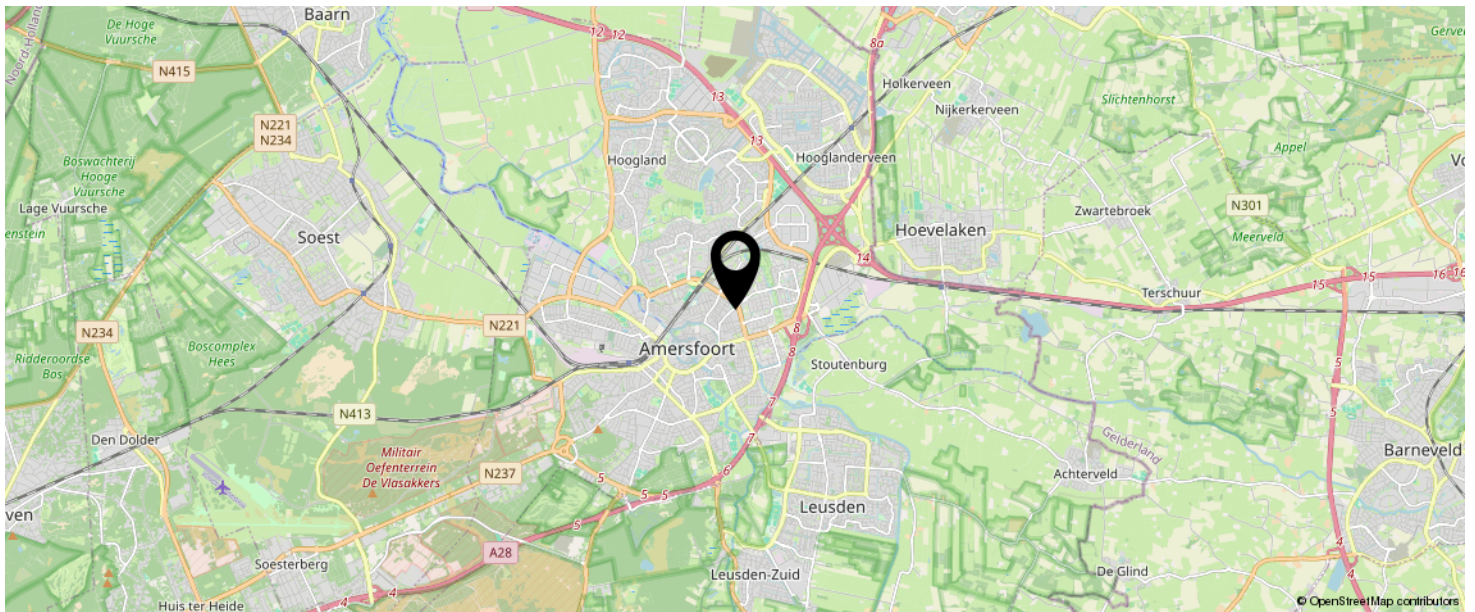 Baarn
De Hoge
Vuursche
Noord-Holland
N415
N221
N234
Boswachterij
Hooge
Vuursche
Lage Vuursche
Soest
N234
Ridderoordse
Bos
Boscomplex
Hees
N221
N413
Den Dolder
Militair
Oefenterrein
De Vlasakkers
N237
A28
Soesterberg
Huis ter Heide
4
4
5
5
5
5
6
7
7
8
8
12
12
13
13
8a
14
Hoogland
Hooglanderveen
Holkerveen
Nijkerkerveen
Slichtenhorst
Appel
Zwartebroek
N301
Meerveld
Hoevelaken
Terschuur
15
15
16
16
Amersfoort
Stoutenburg
Leusden
Leusden-Zuid
Gelderland
Achterveld
De Glind
Barneveld
5
5
4
4
© OpenStreetMap contributors